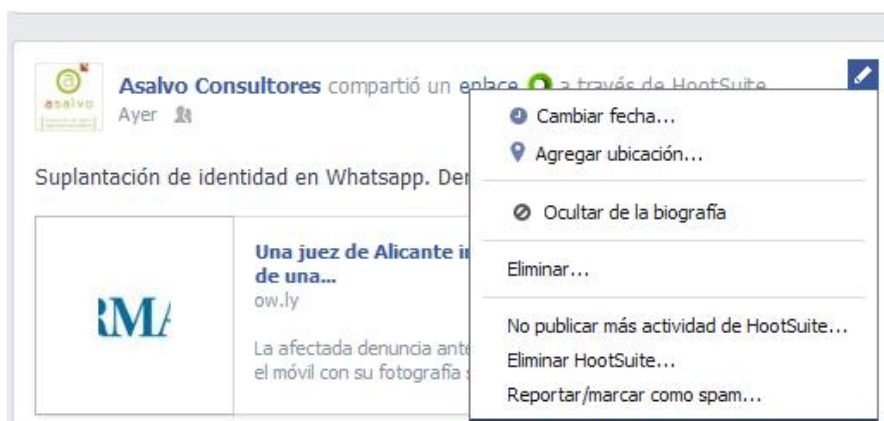 asalvo
Asalvo Consultores compartió un enlace a través de HootSuite.
Ayer
Suplantación de identidad en Whatsapp.
Una juez de Alicante
de una...
ow.ly
La afectada denuncia ante
el móvil con su fotografía
RMA
Cambiar fecha...
Agregar ubicación...
Ocultar de la biografía
Eliminar...
No publicar más actividad de HootSuite...
Eliminar HootSuite...
Reportar/marcar como spam...